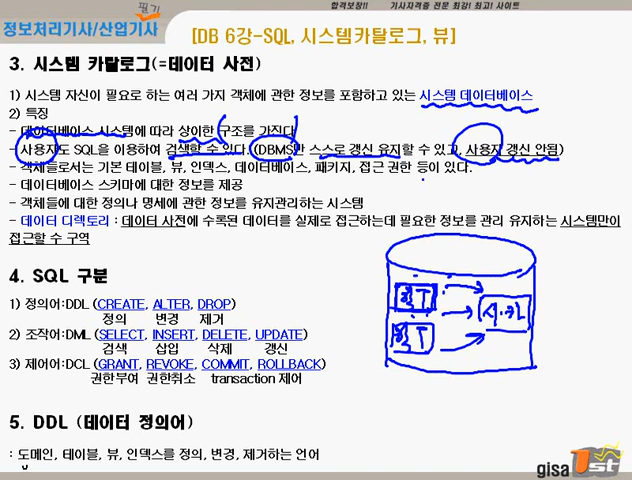 합격보장!! 기사자격증 전문 최강! 최고! 사이트
필기
정보처리기사/산업기사
[DB 6강-SQL, 시스템카탈로그, 뷰]
3. 시스템 카탈로그(=데이터 사전)
1) 시스템 자신이 필요로 하는 여러 가지 객체에 관한 정보를 포함하고 있는 시스템 데이터베이스
2) 특징
- 데이터베이스 시스템에 따라 상이한 구조를 가진다
- 사용자도 SQL을 이용하여 검색할 수 있다. (DBMS만 스스로 갱신 유지할 수 있고, 사용자 갱신 안됨)
- 객체들로서는 기본 테이블, 뷰, 인덱스, 데이터베이스, 패키지, 접근 권한 등이 있다.
- 데이터베이스 스키마에 대한 정보를 제공
- 객체들에 대한 정의나 명세에 관한 정보를 유지관리하는 시스템
- 데이터 디렉토리 : 데이터 사전에 수록된 데이터를 실제로 접근하는데 필요한 정보를 관리 유지하는 시스템만이
접근할 수 구역
4. SQL 구분
1) 정의어:DDL (CREATE, ALTER, DROP)
정의 변경 제거
2) 조작어:DML (SELECT, INSERT, DELETE, UPDATE)
검색 삽입 삭제 갱신
3) 제어어:DCL (GRANT, REVOKE, COMMIT, ROLLBACK)
권한부여 권한취소 transaction 제어
5. DDL (데이터 정의어)
: 도메인, 테이블, 뷰, 인덱스를 정의, 변경, 제거하는 언어
gisa 1st